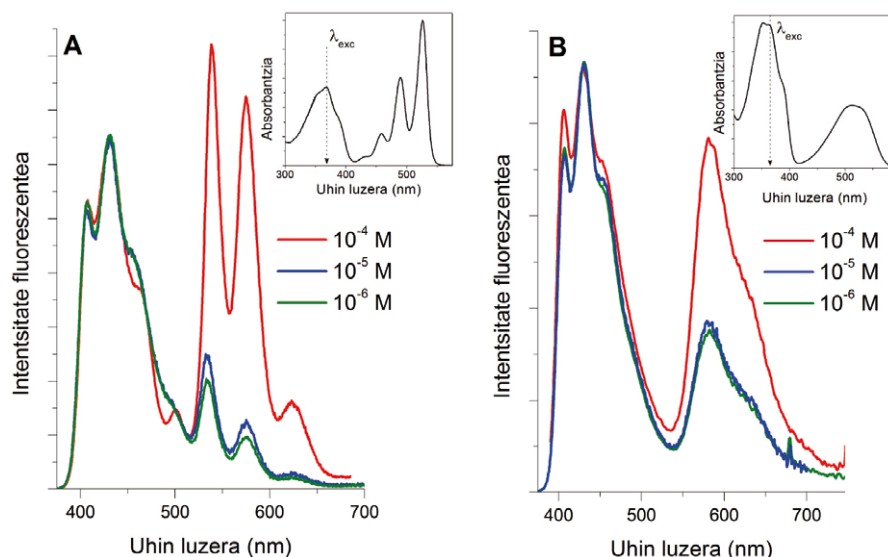 A
λexc
Absorbantzia
300 400 500
Uhin luzera (nm)
Intentsitate fluoreszentea
10⁻⁴ M
10⁻⁵ M
10⁻⁶ M
400 500 600 700
Uhin luzera (nm)
B
λexc
Absorbantzia
300 400 500
Uhin luzera (nm)
Intentsitate fluoreszentea
10⁻⁴ M
10⁻⁵ M
10⁻⁶ M
400 500 600 700
Uhin luzera (nm)